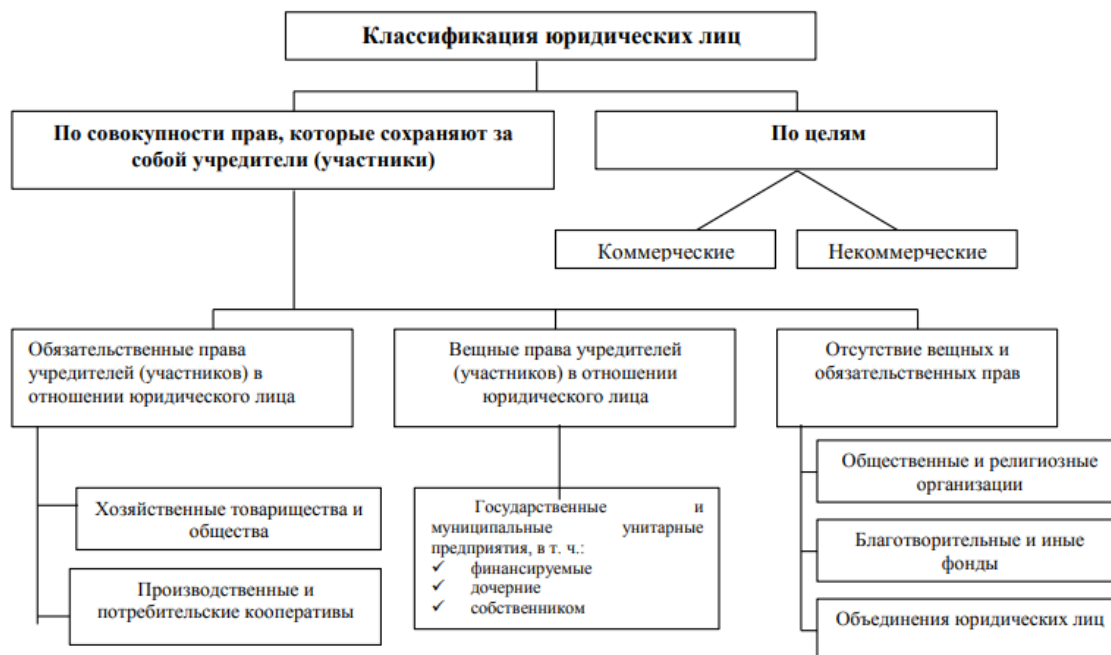 Классификация юридических лиц
По совокупности прав, которые сохраняют за
собой учредители (участники)
По целям
Коммерческие
Некоммерческие
Обязательственные права
учредителей (участников) в
отношении юридического лица
Вещные права учредителей
(участников) в отношении
юридического лица
Отсутствие вещных и
обязательственных прав
Хозяйственные товарищества и
общества
Производственные и
потребительские кооперативы
Государственные и
муниципальные унитарные
предприятия, в т. ч.:
✓ финансируемые
✓ дочерние
✓ собственником
Общественные и религиозные
организации
Благотворительные и иные
фонды
Объединения юридических лиц